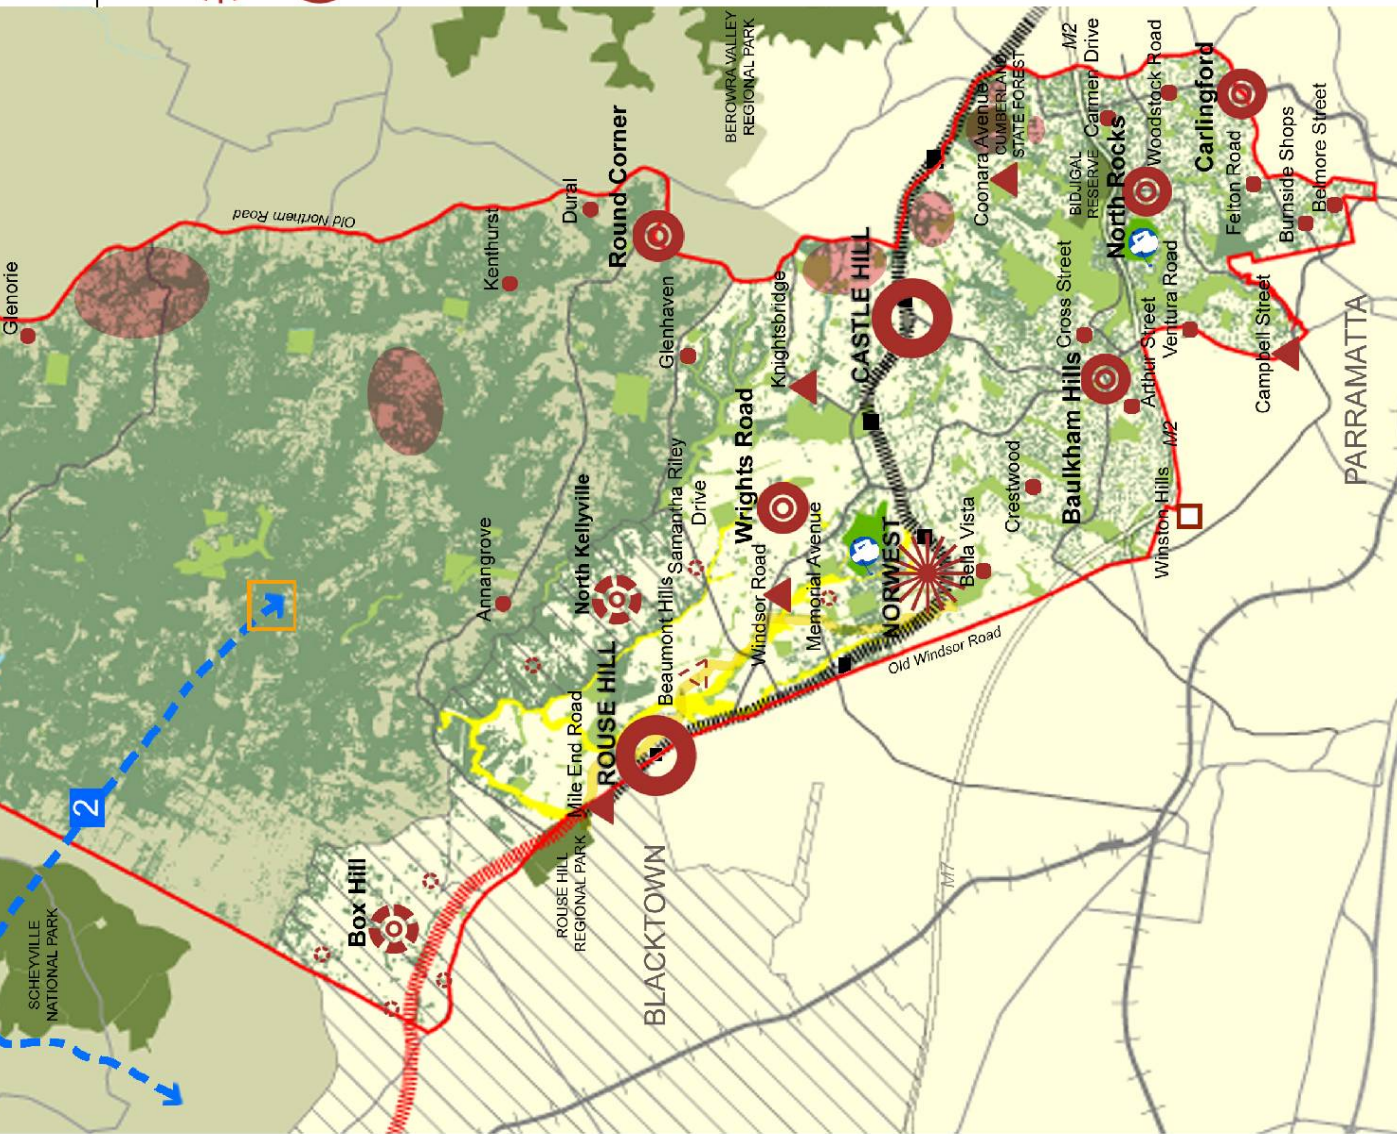 Glenorie
Old Northern Road
Kenthurst
Dural
Round Corner
BEROWRA VALLEY
REGIONAL PARK
M2
Carmen Drive
Woodstock Road
Carlingford
CUMBERLAND
STATE FOREST
Coonara Avenue
BIDJIGAL
RESERVE
North Rocks
Felton Road
Burnside Shops
Belmore Street
Glenhaven
Knightsbridge
CASTLE HILL
Cross Street
Ventura Road
Arthur Street
Campbell Street
PARRAMATTA
Baulkham Hills
M2
Winston Hills
Crestwood
Bella Vista
NORWEST
Memorial Avenue
Wrights Road
Windsor Road
Samantha Riley
Drive
North Kellyville
Annangrove
Beaumont Hills
ROUSE HILL
Mile End Road
Old Windsor Road
2
Box Hill
ROUSE HILL
REGIONAL PARK
BLACKTOWN
M7
SCHEYVILLE
NATIONAL PARK